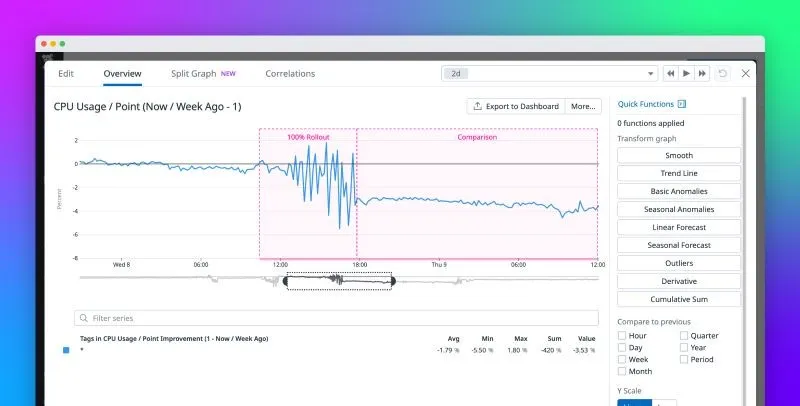 Edit Overview Split Graph NEW Correlations 2d
CPU Usage / Point (Now / Week Ago - 1) Export to Dashboard More...
Quick Functions
0 functions applied
Transform graph
Smooth
Trend Line
Basic Anomalies
Seasonal Anomalies
Linear Forecast
Seasonal Forecast
Outliers
Derivative
Cumulative Sum
Compare to previous
Hour Quarter
Day Year
Week Period
Month
Y Scale
100% Rollout Comparison
Percent
2
0
-2
-4
-6
-8
Wed 8 06:00 12:00 18:00 Thu 9 06:00 12:00
Filter series
Tags in CPU Usage / Point Improvement (1 - Now / Week Ago) Avg Min Max Sum Value
* -1.79 % -5.50 % 1.80 % -420 % -3.53 %